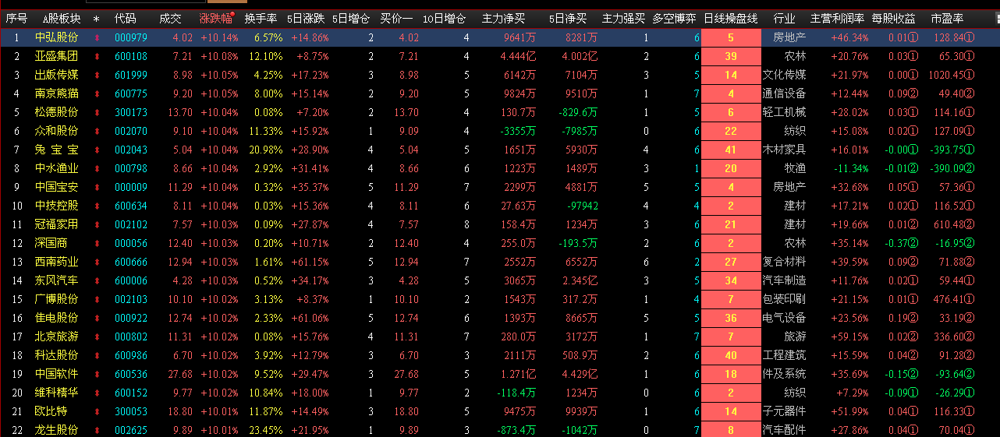 序号 A股板块 * 代码 成交 涨跌幅 换手率 5日涨跌 5日增仓 买价一 10日增仓 主力净买 5日净买 主力强买 多空博弈 日线操盘线 行业 主营利润率 每股收益 市盈率
1 中弘股份 000979 4.02 +10.14% 6.57% +14.86% 2 4.02 4 9641万 8281万 1 6 5 房地产 +46.34% 0.01① 128.84①
2 亚盛集团 600108 7.21 +10.08% 12.10% +8.75% 2 7.21 4 4.444亿 4.002亿 2 6 39 农林 +20.76% 0.03① 65.30①
3 出版传媒 601999 8.98 +10.05% 4.25% +17.23% 3 8.98 5 6142万 7104万 3 5 14 文化传媒 +21.97% 0.00① 1020.45①
4 南京熊猫 600775 9.20 +10.05% 8.00% +15.14% 2 9.20 5 9824万 9510万 1 7 4 通信设备 +12.44% 0.09② 49.40②
5 松德股份 300173 13.70 +10.04% 0.08% +7.20% 2 13.70 4 130.7万 -829.6万 1 5 6 轻工机械 +28.02% 0.03① 114.16①
6 众和股份 002070 9.10 +10.04% 11.33% +15.92% 1 9.09 4 -3355万 -7985万 0 6 22 纺织 +15.08% 0.02① 127.09①
7 兔 宝 宝 002043 5.04 +10.04% 20.98% +28.90% 4 5.04 5 1651万 5930万 4 6 41 木材家具 +16.01% -0.00① -393.75①
8 中水渔业 000798 8.66 +10.04% 2.92% +31.41% 4 8.66 6 1223万 1489万 3 1 20 牧渔 -11.34% -0.01② -390.09②
9 中国宝安 000009 11.29 +10.04% 0.32% +35.37% 5 11.29 7 2299万 4881万 5 5 4 房地产 +32.68% 0.05① 57.36①
10 中技控股 600634 8.11 +10.04% 0.03% +15.36% 4 8.11 6 27.63万 -97942 4 4 2 建材 +17.21% 0.02① 116.52①
11 冠福家用 002102 7.57 +10.03% 0.09% +27.87% 4 7.57 8 158.4万 1234万 3 6 21 建材 +19.66% 0.01② 610.48②
12 深国商 000056 12.40 +10.03% 0.20% +10.71% 2 12.40 4 255.0万 -193.5万 2 6 2 农林 +35.14% -0.37② -16.95②
13 西南药业 600666 12.94 +10.03% 1.61% +61.15% 5 12.94 7 2552万 6552万 6 2 27 复合材料 +39.59% 0.09② 71.88②
14 东风汽车 600006 4.28 +10.03% 0.52% +34.17% 3 4.28 5 3065万 2.345亿 3 5 34 汽车制造 +11.76% 0.02① 59.44①
15 广博股份 002103 10.10 +10.02% 3.13% +8.37% 1 10.10 2 1543万 317.2万 1 4 7 包装印刷 +21.15% 0.01① 476.41①
16 佳电股份 000922 12.74 +10.02% 2.33% +61.06% 5 12.74 6 1393万 8665万 5 5 36 电气设备 +23.56% 0.19② 33.19②
17 北京旅游 000802 11.31 +10.02% 0.08% +15.76% 4 11.31 7 280.0万 3172万 1 7 7 旅游 +59.15% 0.02② 336.60②
18 科达股份 600986 6.70 +10.02% 3.92% +12.79% 3 6.70 3 2111万 508.9万 2 6 40 工程建筑 +15.59% 0.04② 91.28②
19 中国软件 600536 27.68 +10.02% 9.52% +29.47% 3 27.68 5 1.271亿 4.429亿 1 6 18 件及系统 +35.69% -0.15② -93.64②
20 维科精华 600152 9.77 +10.02% 10.84% +18.00% 1 9.77 2 -118.4万 1234万 0 6 2 纺织 +7.29% -0.09① -26.29①
21 欧比特 300053 18.80 +10.01% 11.87% +14.49% 3 18.80 5 9475万 9939万 1 6 14 子元器件 +51.99% 0.04① 116.33①
22 龙生股份 002625 9.89 +10.01% 23.45% +21.95% 1 9.89 3 -873.4万 -1042万 0 7 8 汽车配件 +27.86% 0.04① 70.04①